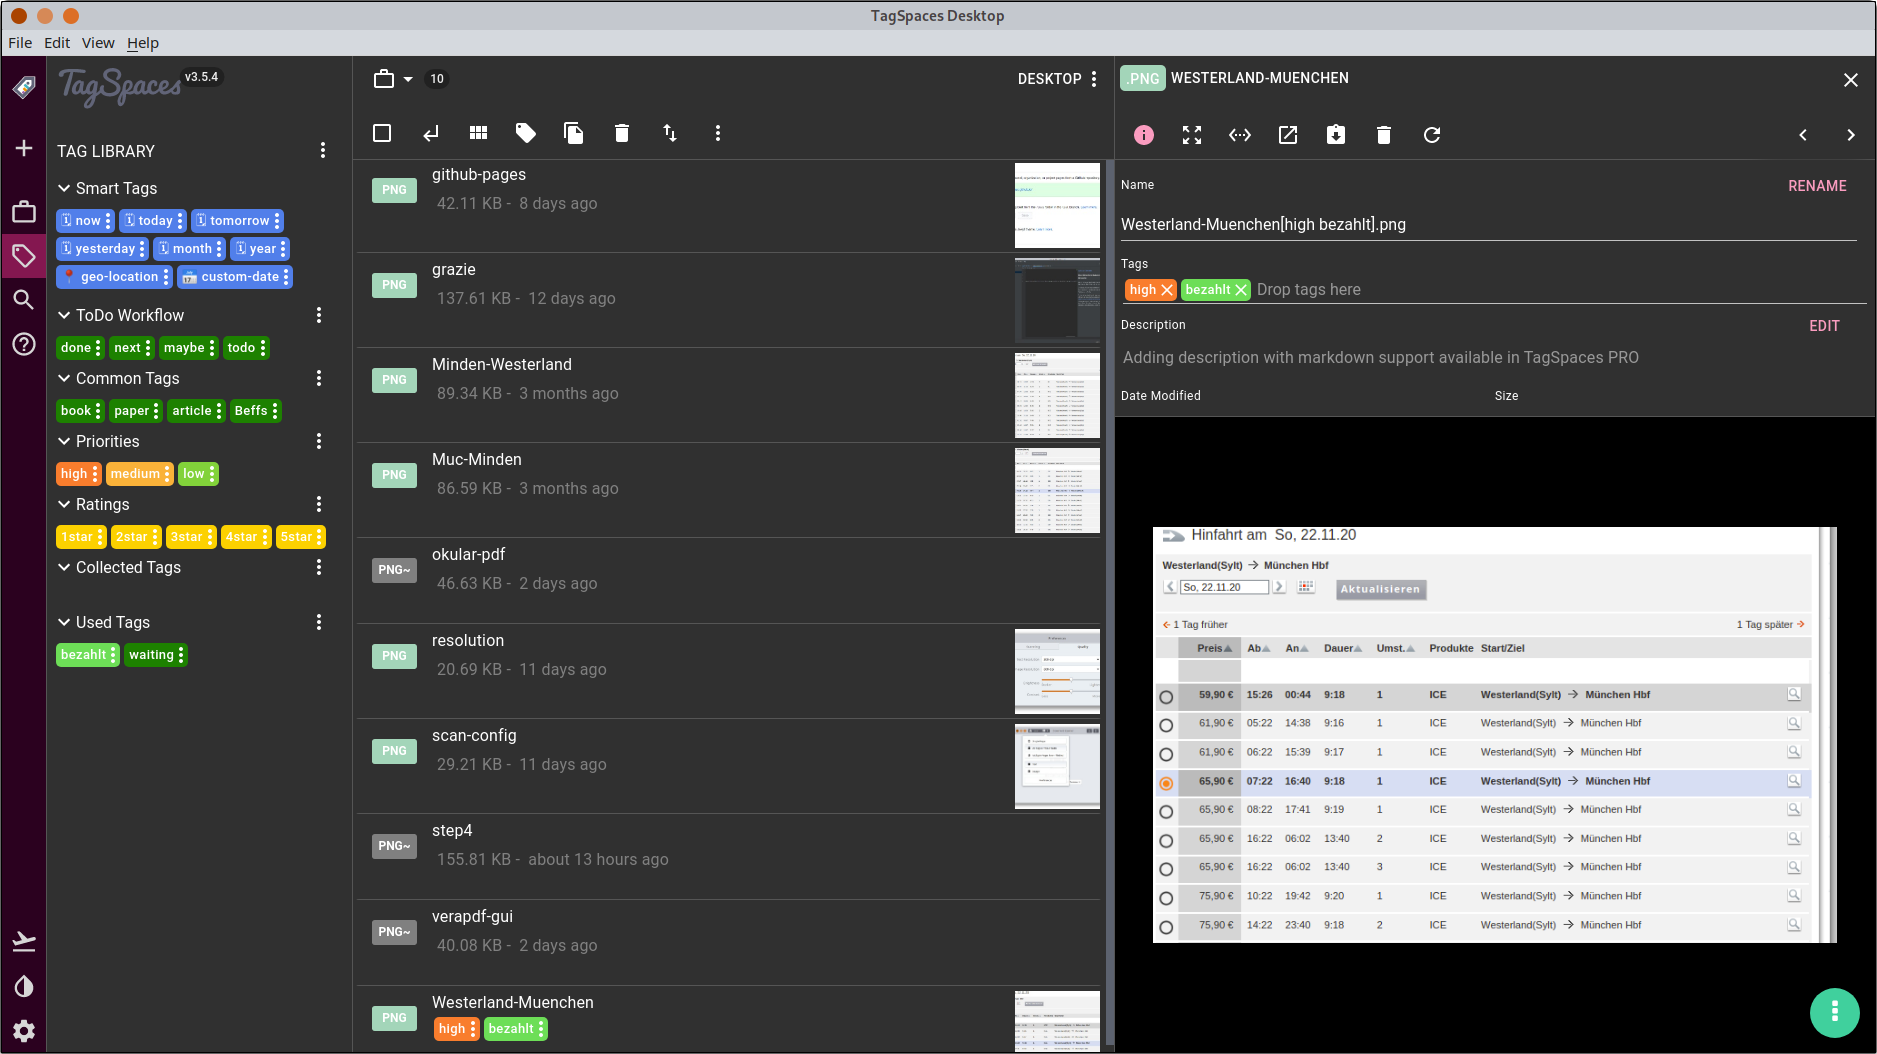 TagSpaces Desktop
File Edit View Help
TagSpaces v3.5.4
TAG LIBRARY
Smart Tags
now today tomorrow
yesterday month year
geo-location custom-date
ToDo Workflow
done next maybe todo
Common Tags
book paper article Beffs
Priorities
high medium low
Ratings
1star 2star 3star 4star 5star
Collected Tags
Used Tags
bezahlt waiting
10
DESKTOP
PNG github-pages
42.11 KB - 8 days ago
PNG grazie
137.61 KB - 12 days ago
PNG Minden-Westerland
89.34 KB - 3 months ago
PNG Muc-Minden
86.59 KB - 3 months ago
PNG~ okular-pdf
46.63 KB - 2 days ago
PNG resolution
20.69 KB - 11 days ago
PNG scan-config
29.21 KB - 11 days ago
PNG~ step4
155.81 KB - about 13 hours ago
PNG~ verapdf-gui
40.08 KB - 2 days ago
PNG Westerland-Muenchen
high bezahlt
.PNG WESTERLAND-MUENCHEN
Name
RENAME
Westerland-Muenchen[high bezahlt].png
Tags
high bezahlt Drop tags here
Description
EDIT
Adding description with markdown support available in TagSpaces PRO
Date Modified Size
Hinfahrt am So, 22.11.20
Westerland(Sylt) → München Hbf
So, 22.11.20 Aktualisieren
← 1 Tag früher 1 Tag später →
Preis Ab An Dauer Umst. Produkte Start/Ziel
59,90 € 15:26 00:44 9:18 1 ICE Westerland(Sylt) → München Hbf
61,90 € 05:22 14:38 9:16 1 ICE Westerland(Sylt) → München Hbf
61,90 € 06:22 15:39 9:17 1 ICE Westerland(Sylt) → München Hbf
65,90 € 07:22 16:40 9:18 1 ICE Westerland(Sylt) → München Hbf
65,90 € 08:22 17:41 9:19 1 ICE Westerland(Sylt) → München Hbf
65,90 € 16:22 06:02 13:40 2 ICE Westerland(Sylt) → München Hbf
65,90 € 16:22 06:02 13:40 3 ICE Westerland(Sylt) → München Hbf
75,90 € 10:22 19:42 9:20 1 ICE Westerland(Sylt) → München Hbf
75,90 € 14:22 23:40 9:18 2 ICE Westerland(Sylt) → München Hbf